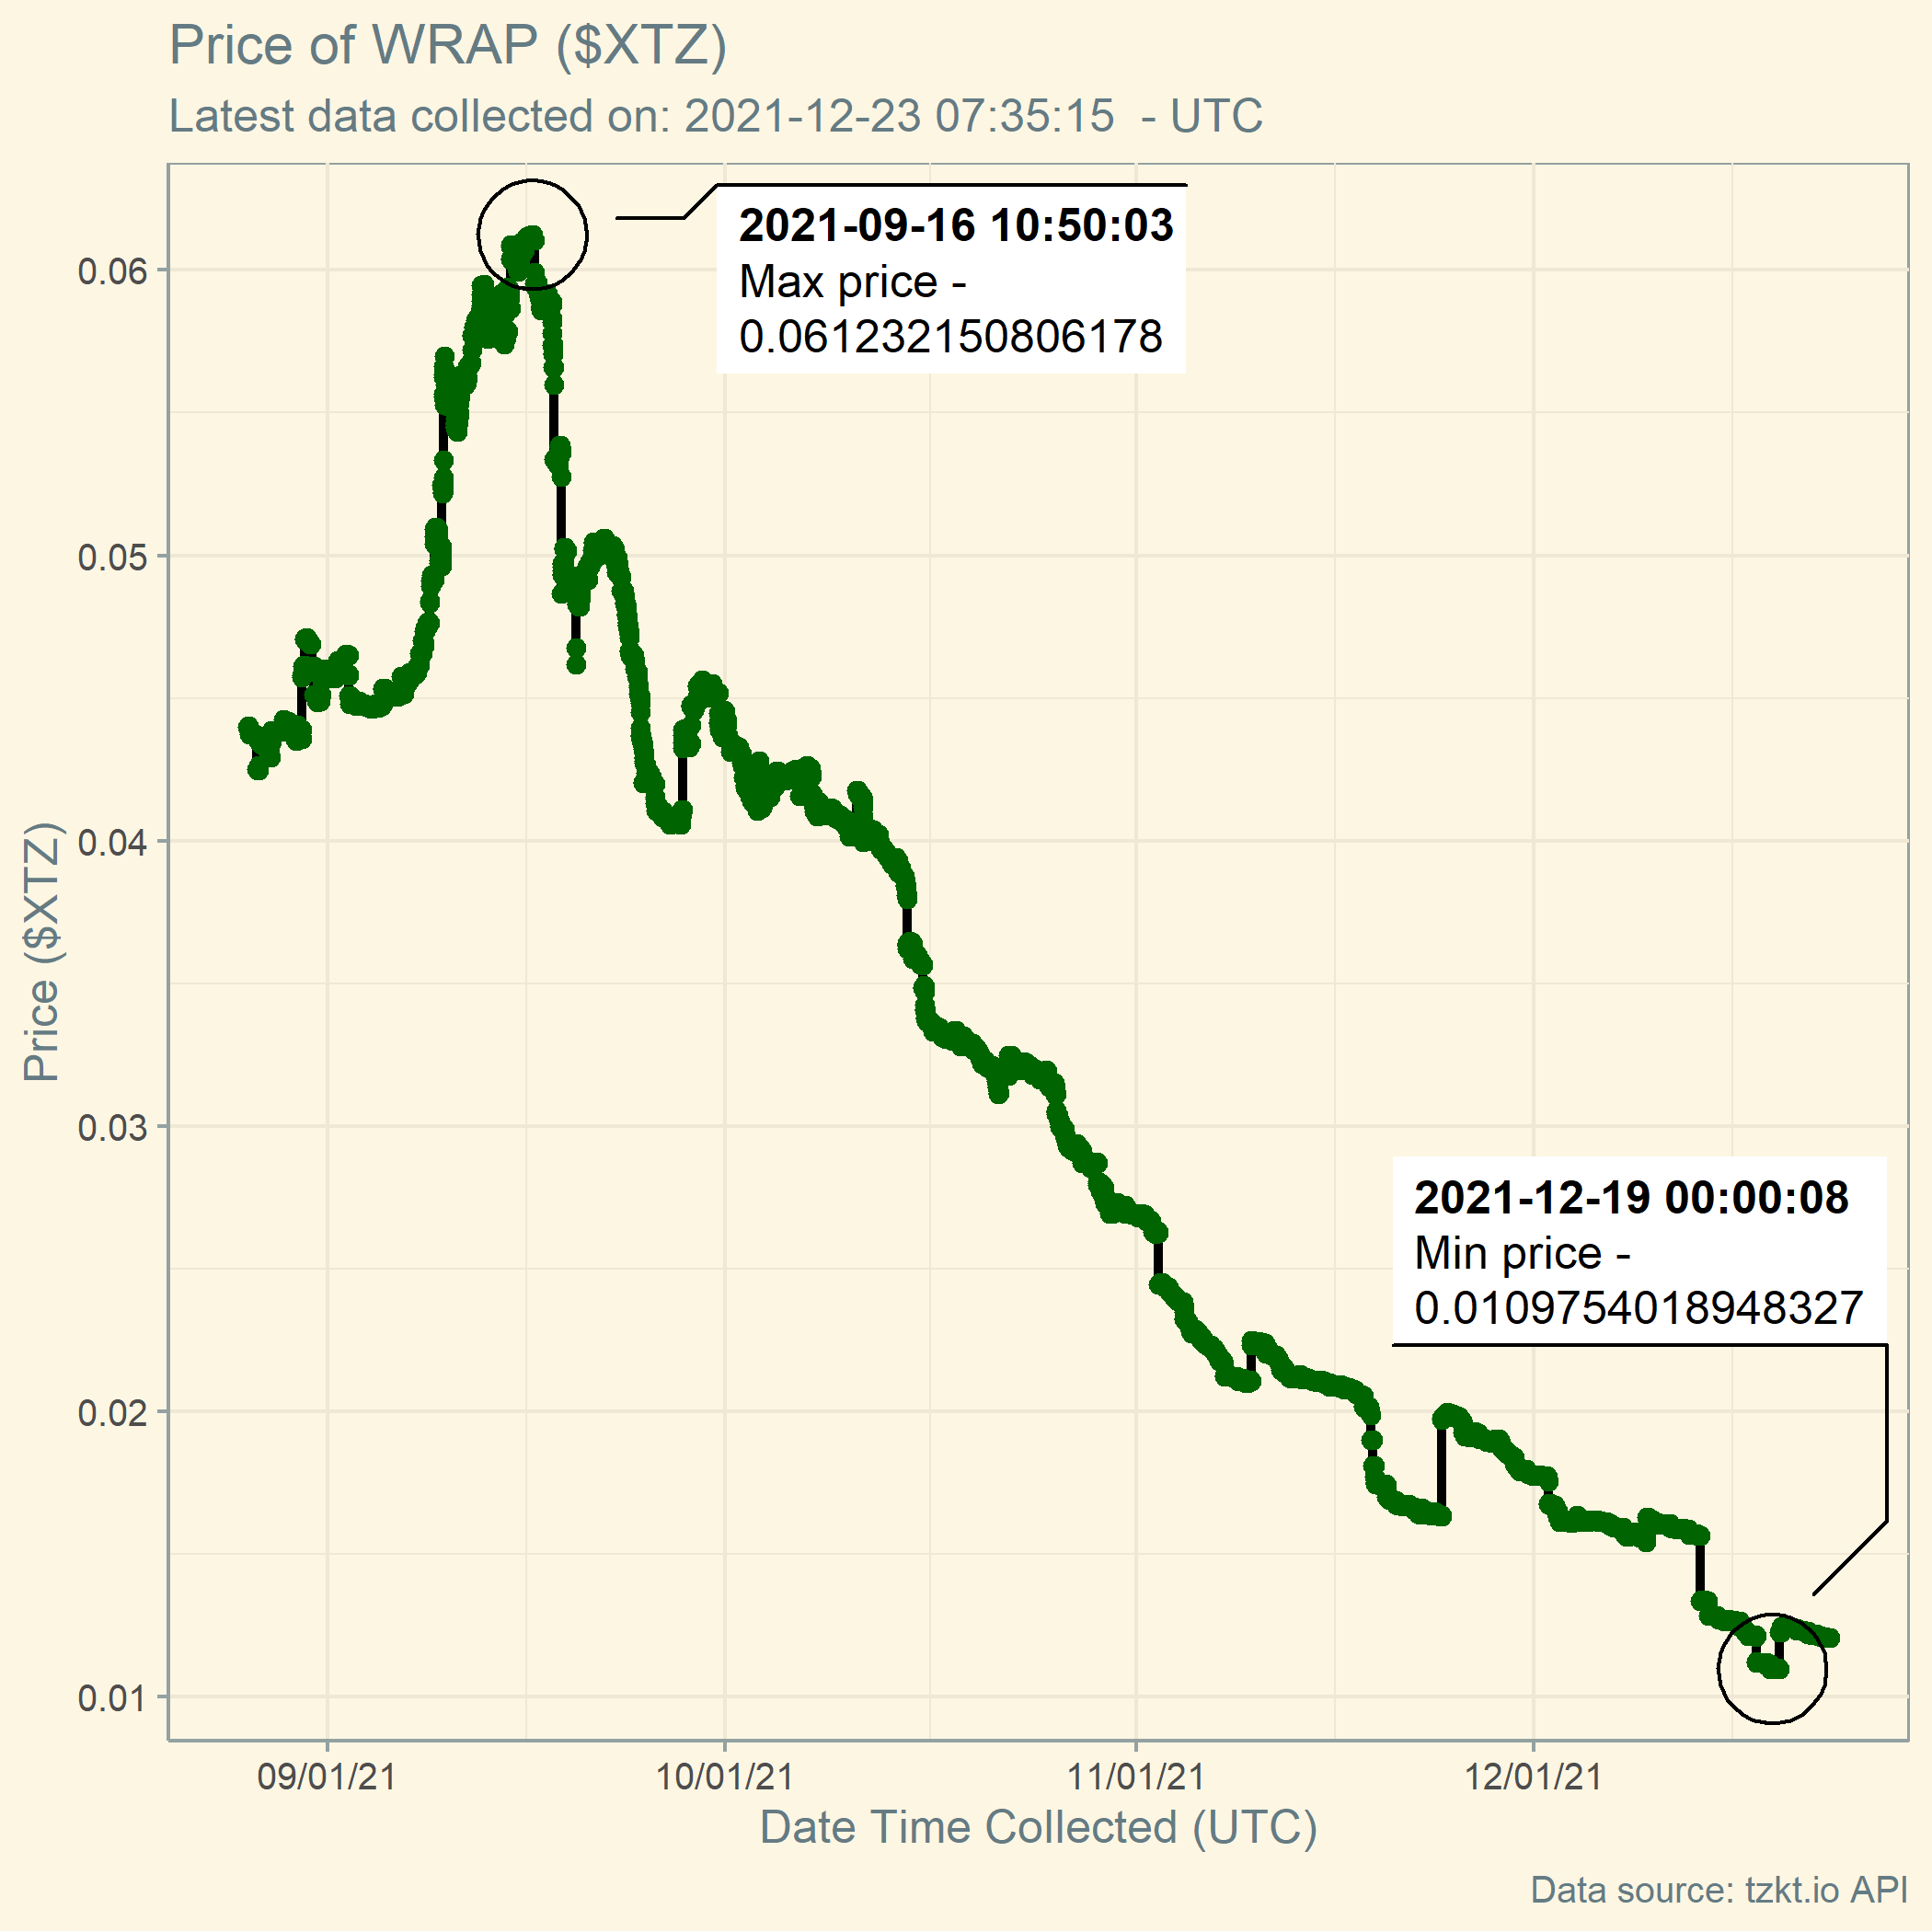 Price of WRAP ($XTZ)
Latest data collected on: 2021-12-23 07:35:15  - UTC
2021-09-16 10:50:03
Max price -
0.061232150806178
0.06
0.05
0.04
0.03
0.02
0.01
Price ($XTZ)
2021-12-19 00:00:08
Min price -
0.0109754018948327
09/01/21
10/01/21
11/01/21
12/01/21
Date Time Collected (UTC)
Data source: tzkt.io API